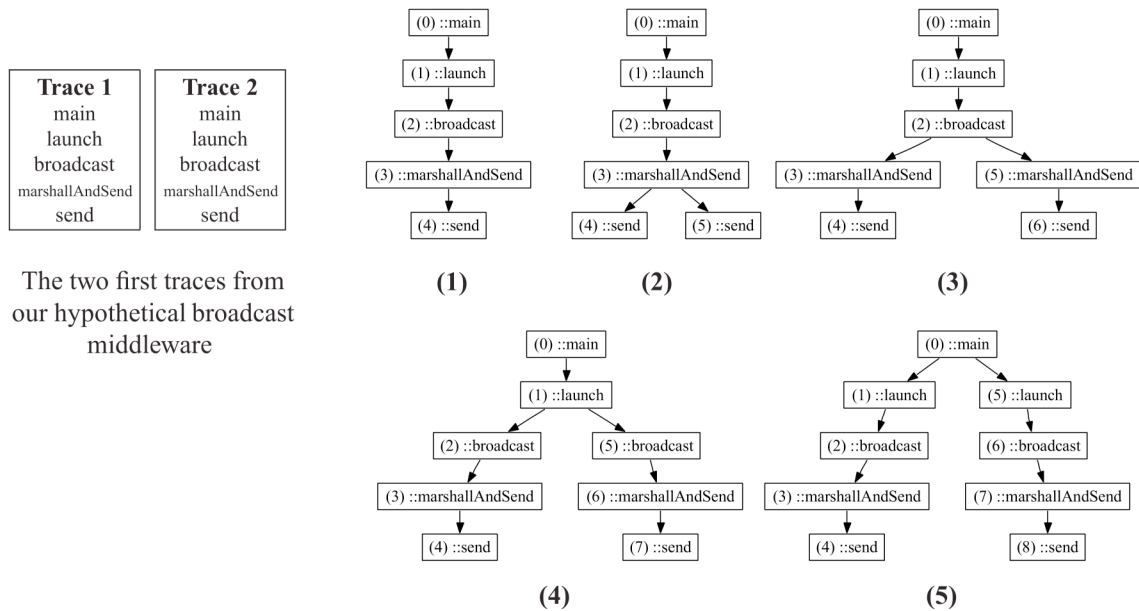 Trace 1
main
launch
broadcast
marshallAndSend
send
Trace 2
main
launch
broadcast
marshallAndSend
send
The two first traces from
our hypothetical broadcast
middleware
(0) ::main
(1) ::launch
(2) ::broadcast
(3) ::marshallAndSend
(4) ::send
(1)
(0) ::main
(1) ::launch
(2) ::broadcast
(3) ::marshallAndSend
(4) ::send
(5) ::send
(2)
(0) ::main
(1) ::launch
(2) ::broadcast
(3) ::marshallAndSend
(5) ::marshallAndSend
(4) ::send
(6) ::send
(3)
(0) ::main
(1) ::launch
(2) ::broadcast
(5) ::broadcast
(3) ::marshallAndSend
(6) ::marshallAndSend
(4) ::send
(7) ::send
(4)
(0) ::main
(1) ::launch
(5) ::launch
(2) ::broadcast
(6) ::broadcast
(3) ::marshallAndSend
(7) ::marshallAndSend
(4) ::send
(8) ::send
(5)